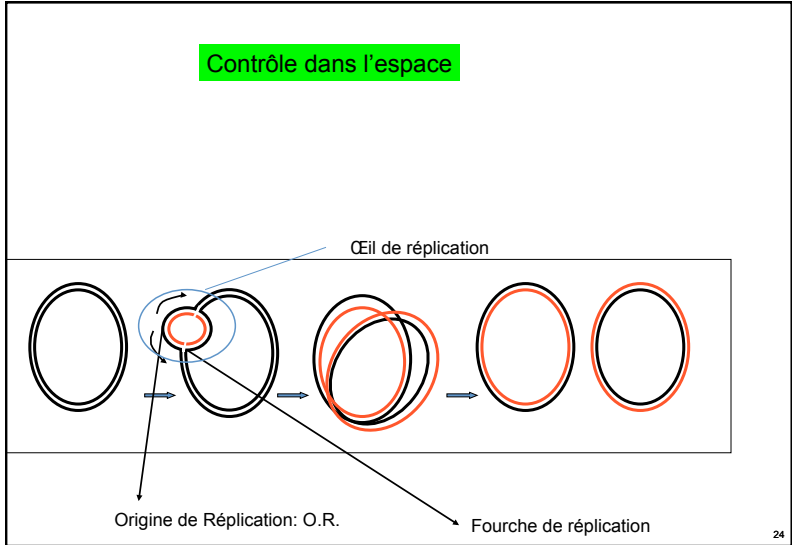 Contrôle dans l'espace
Œil de réplication
Origine de Réplication: O.R.
Fourche de réplication
24